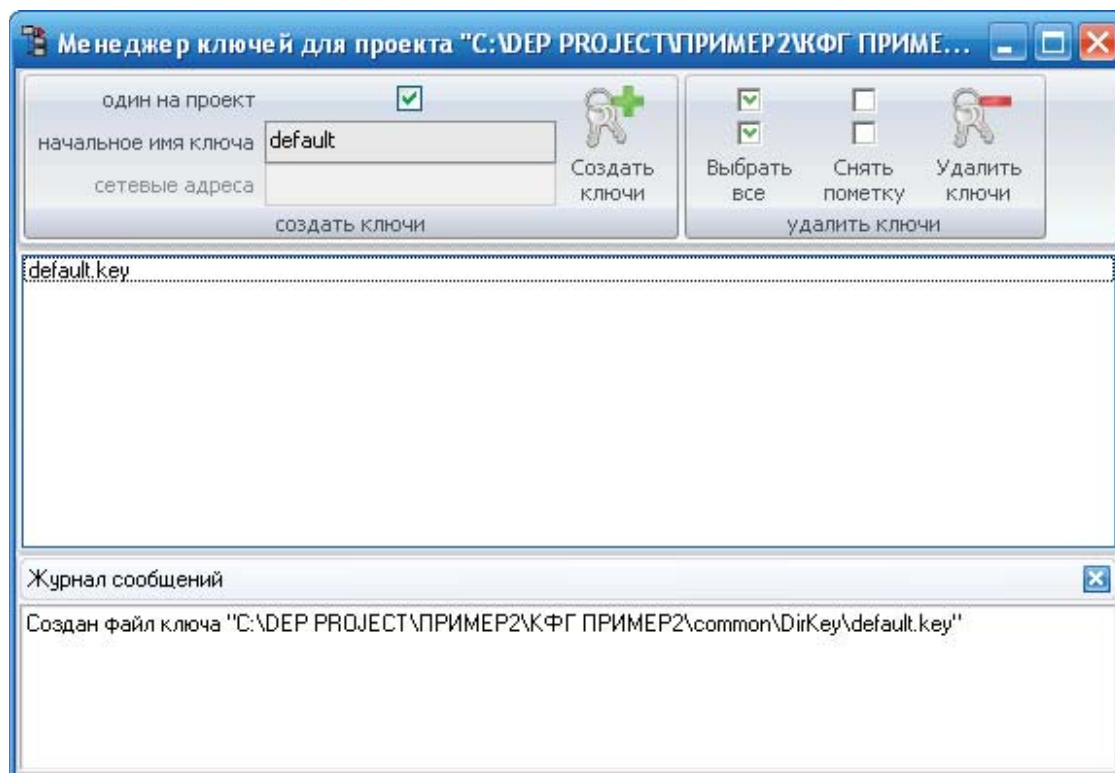 Менеджер ключей для проекта "C:\DEP PROJECT\ПРИМЕР2\КФГ ПРИМЕ...
один на проект
начальное имя ключа default
сетевые адреса
Создать
ключи
создать ключи
Выбрать
все
Снять
пометку
Удалить
ключи
удалить ключи
default.key
Журнал сообщений
Создан файл ключа "C:\DEP PROJECT\ПРИМЕР2\КФГ ПРИМЕР2\common\DirKey\default.key"